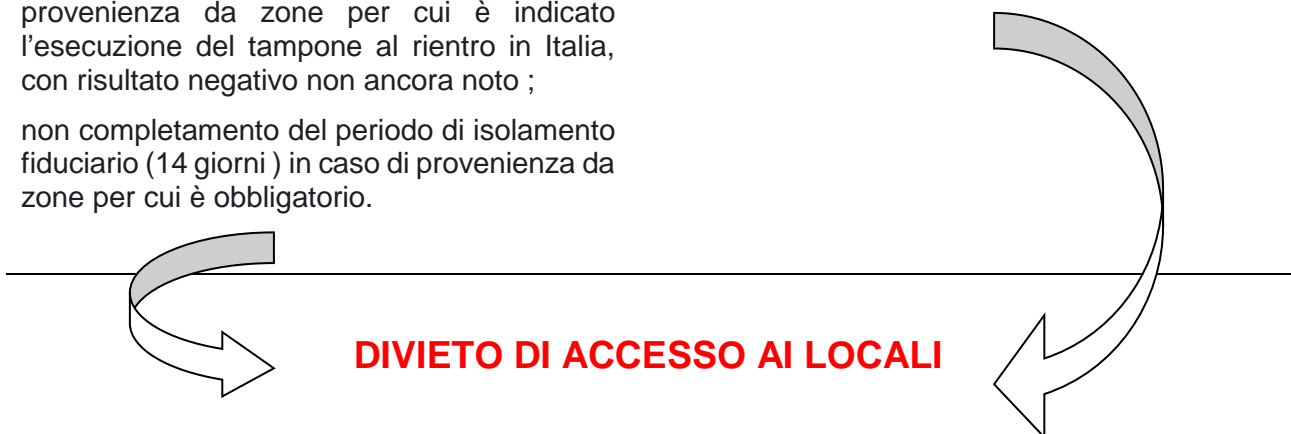 provenienza da zone per cui è indicato
l'esecuzione del tampone al rientro in Italia,
con risultato negativo non ancora noto ;
non completamento del periodo di isolamento
fiduciario (14 giorni ) in caso di provenienza da
zone per cui è obbligatorio.
DIVIETO DI ACCESSO AI LOCALI